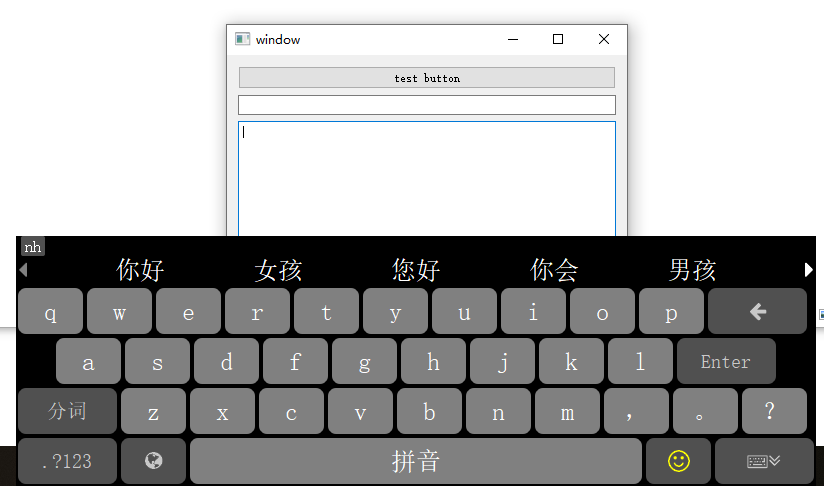 window
test button
nh
你好 女孩 您好 你会 男孩
q w e r t y u i o p
a s d f g h j k l Enter
分词 z x c v b n m ， 。 ？
.?123 拼音